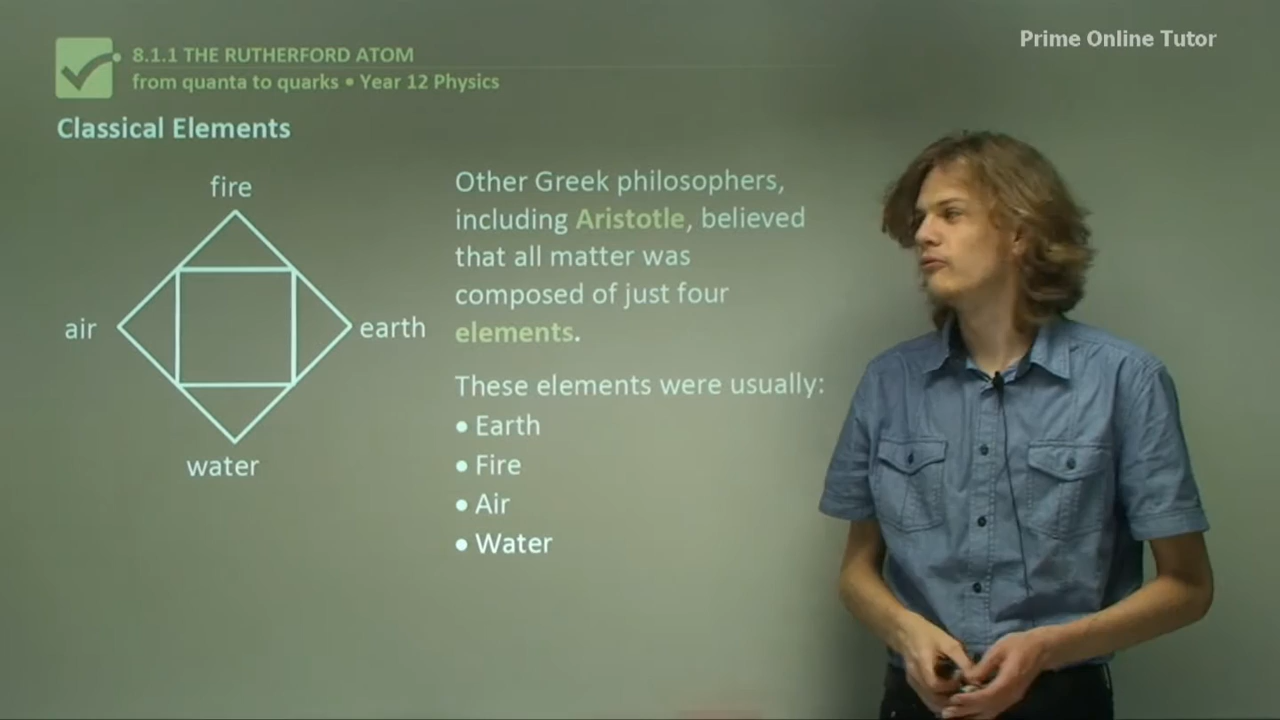 8.1.1 THE RUTHERFORD ATOM
from quanta to quarks • Year 12 Physics
Prime Online Tutor
Classical Elements
fire
air
earth
water
Other Greek philosophers,
including Aristotle, believed
that all matter was
composed of just four
elements.
These elements were usually:
• Earth
• Fire
• Air
• Water